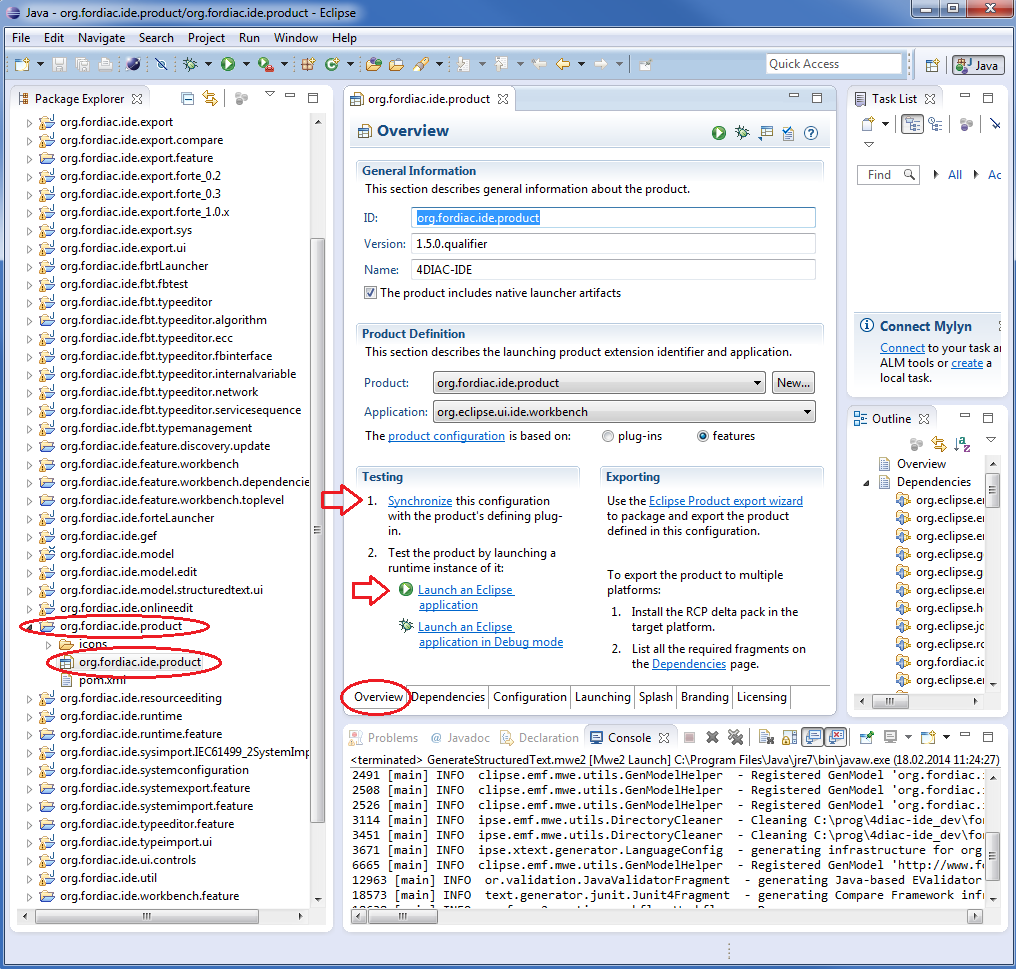 Java - org.fordiac.ide.product/org.fordiac.ide.product - Eclipse
File Edit Navigate Search Project Run Window Help
Quick Access
Java
Package Explorer
org.fordiac.ide.export
org.fordiac.ide.export.compare
org.fordiac.ide.export.feature
org.fordiac.ide.export.forte_0.2
org.fordiac.ide.export.forte_0.3
org.fordiac.ide.export.forte_1.0.x
org.fordiac.ide.export.sys
org.fordiac.ide.export.ui
org.fordiac.ide.fbrtLauncher
org.fordiac.ide.fbt.fbtest
org.fordiac.ide.fbt.typeeditor
org.fordiac.ide.fbt.typeeditor.algorithm
org.fordiac.ide.fbt.typeeditor.ecc
org.fordiac.ide.fbt.typeeditor.fbinterface
org.fordiac.ide.fbt.typeeditor.internalvariable
org.fordiac.ide.fbt.typeeditor.network
org.fordiac.ide.fbt.typeeditor.servicesequence
org.fordiac.ide.fbt.typemanagement
org.fordiac.ide.feature.discovery.update
org.fordiac.ide.feature.workbench
org.fordiac.ide.feature.workbench.dependencie
org.fordiac.ide.feature.workbench.toplevel
org.fordiac.ide.forteLauncher
org.fordiac.ide.gef
org.fordiac.ide.model
org.fordiac.ide.model.edit
org.fordiac.ide.model.structuredtext.ui
org.fordiac.ide.onlineedit
org.fordiac.ide.product
icons
org.fordiac.ide.product
pom.xml
org.fordiac.ide.resourceediting
org.fordiac.ide.runtime
org.fordiac.ide.runtime.feature
org.fordiac.ide.sysimport.IEC61499_2SystemImp
org.fordiac.ide.systemconfiguration
org.fordiac.ide.systemexport.feature
org.fordiac.ide.systemimport.feature
org.fordiac.ide.typeeditor.feature
org.fordiac.ide.typeimport.ui
org.fordiac.ide.ui.controls
org.fordiac.ide.util
org.fordiac.ide.workbench.feature
org.fordiac.ide.product
Overview
General Information
This section describes general information about the product.
ID: org.fordiac.ide.product
Version: 1.5.0.qualifier
Name: 4DIAC-IDE
The product includes native launcher artifacts
Product Definition
This section describes the launching product extension identifier and application.
Product: org.fordiac.ide.product New...
Application: org.eclipse.ui.ide.workbench
The product configuration is based on: plug-ins features
Testing
1. Synchronize this configuration
with the product's defining plug-
in.
2. Test the product by launching a
runtime instance of it:
Launch an Eclipse
application
Launch an Eclipse
application in Debug mode
Exporting
Use the Eclipse Product export wizard
to package and export the product
defined in this configuration.
To export the product to multiple
platforms:
1. Install the RCP delta pack in the
target platform.
2. List all the required fragments on
the Dependencies page.
Overview Dependencies Configuration Launching Splash Branding Licensing
Task List
Find All Ac
Connect Mylyn
Connect to your task a
ALM tools or create a
local task.
Outline
Overview
Dependencies
org.eclipse.er
org.eclipse.er
org.eclipse.er
org.eclipse.g
org.eclipse.g
org.eclipse.er
org.eclipse.h
org.eclipse.jc
org.eclipse.ro
org.fordiac.id
org.eclipse.er
Problems Javadoc Declaration Console
<terminated> GenerateStructuredText.mwe2 [Mwe2 Launch] C:\Program Files\Java\jre7\bin\javaw.exe (18.02.2014 11:24:27)
2491 [main] INFO clipse.emf.mwe.utils.GenModelHelper - Registered GenModel 'org.fordiac.i
2508 [main] INFO clipse.emf.mwe.utils.GenModelHelper - Registered GenModel 'org.fordiac.i
2526 [main] INFO clipse.emf.mwe.utils.GenModelHelper - Registered GenModel 'org.fordiac.i
3114 [main] INFO ipse.emf.mwe.utils.DirectoryCleaner - Cleaning C:\prog\4diac-ide_dev\for
3451 [main] INFO ipse.emf.mwe.utils.DirectoryCleaner - Cleaning C:\prog\4diac-ide_dev\for
3671 [main] INFO ipse.xtext.generator.LanguageConfig - generating infrastructure for org
6665 [main] INFO clipse.emf.mwe.utils.GenModelHelper - Registered GenModel 'http://www.fo
12963 [main] INFO or.validation.JavaValidatorFragment - generating Java-based EValidator
18573 [main] INFO text.generator.junit.Junit4Fragment - generating Compare Framework infr